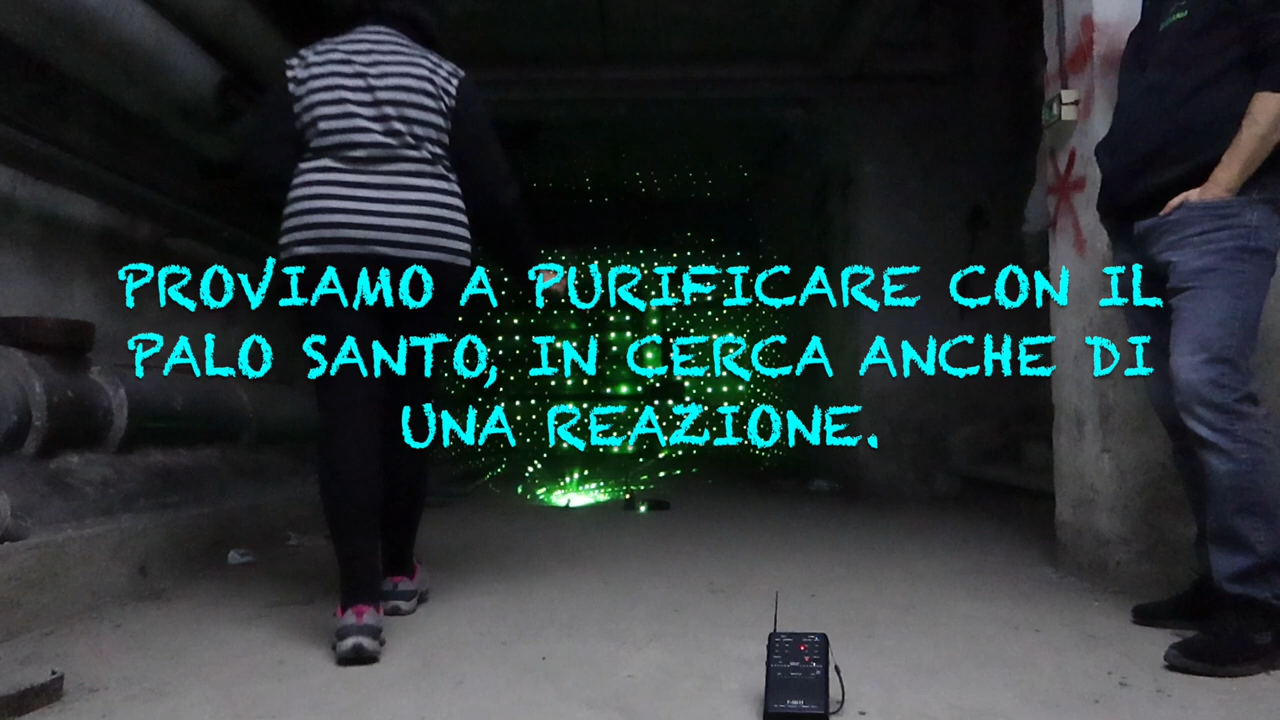 PROVIAMO A PURIFICARE CON IL
PALO SANTO, IN CERCA ANCHE DI
UNA REAZIONE.